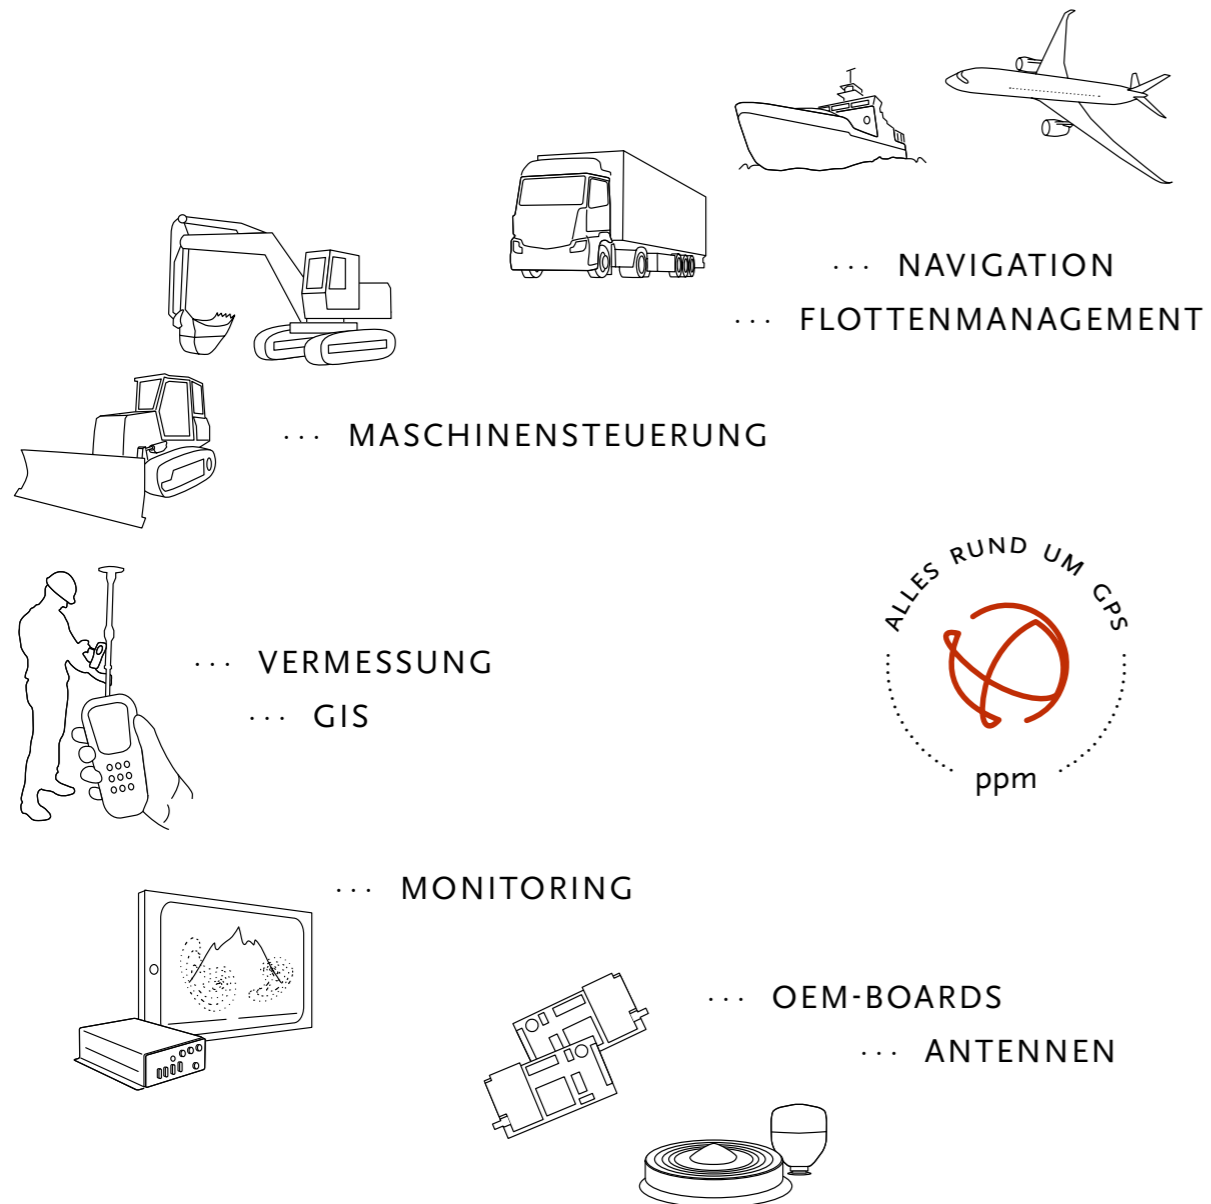 ··· NAVIGATION
··· FLOTTENMANAGEMENT
··· MASCHINENSTEUERUNG
ALLES RUND UM GPS
ppm
··· VERMESSUNG
··· GIS
··· MONITORING
··· OEM-BOARDS
··· ANTENNEN